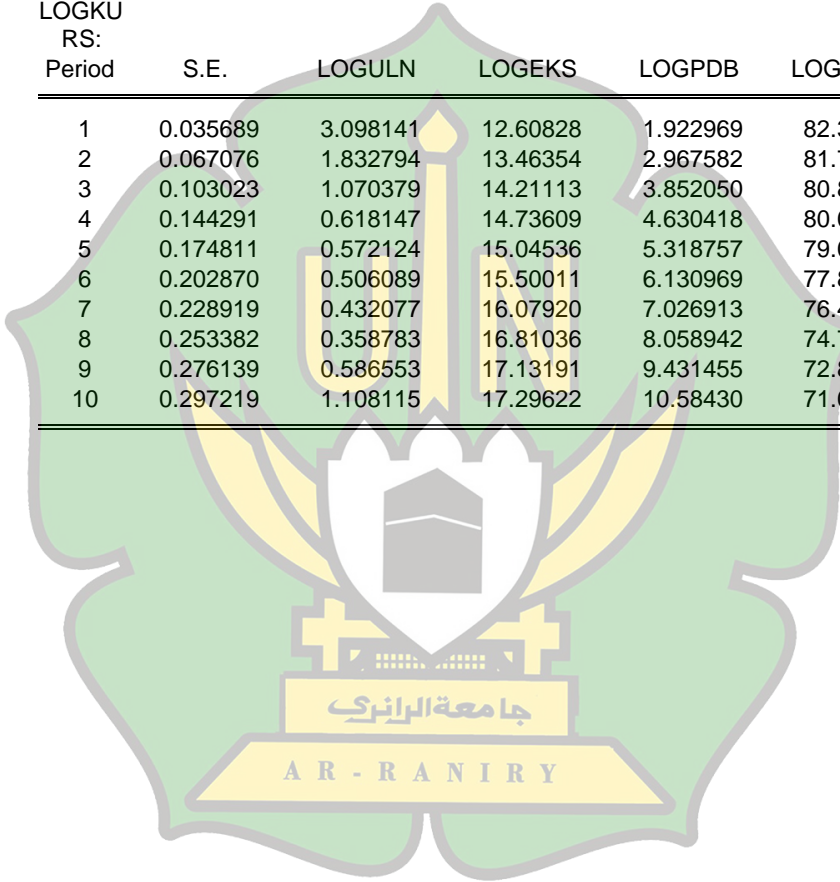 LOGKU
RS:
Period S.E. LOGULN LOGEKS LOGPDB
1 0.035689 3.098141 12.60828 1.922969
2 0.067076 1.832794 13.46354 2.967582
3 0.103023 1.070379 14.21113 3.852050
4 0.144291 0.618147 14.73609 4.630418
5 0.174811 0.572124 15.04536 5.318757
6 0.202870 0.506089 15.50011 6.130969
7 0.228919 0.432077 16.07920 7.026913
8 0.253382 0.358783 16.81036 8.058942
9 0.276139 0.586553 17.13191 9.431455
10 0.297219 1.108115 17.29622 10.58430
UIN
جامعة الرانري
AR-RANIRY